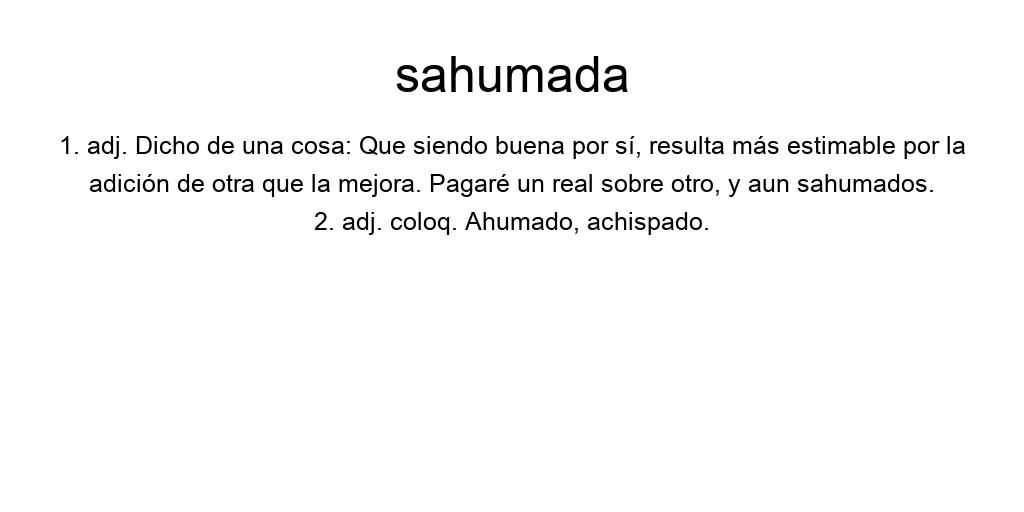 sahumada
1. adj. Dicho de una cosa: Que siendo buena por sí, resulta más estimable por la
adición de otra que la mejora. Pagaré un real sobre otro, y aun sahumados.
2. adj. coloq. Ahumado, achispado.